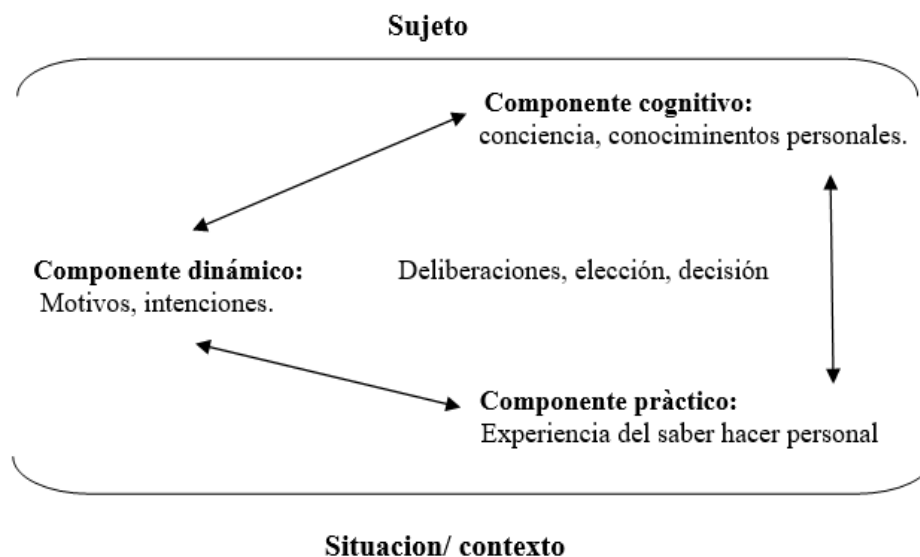 Sujeto
Componente cognitivo:
conciencia, conociminentos personales.
Componente dinámico:
Motivos, intenciones.
Deliberaciones, elección, decisión
Componente pràctico:
Experiencia del saber hacer personal
Situacion/ contexto